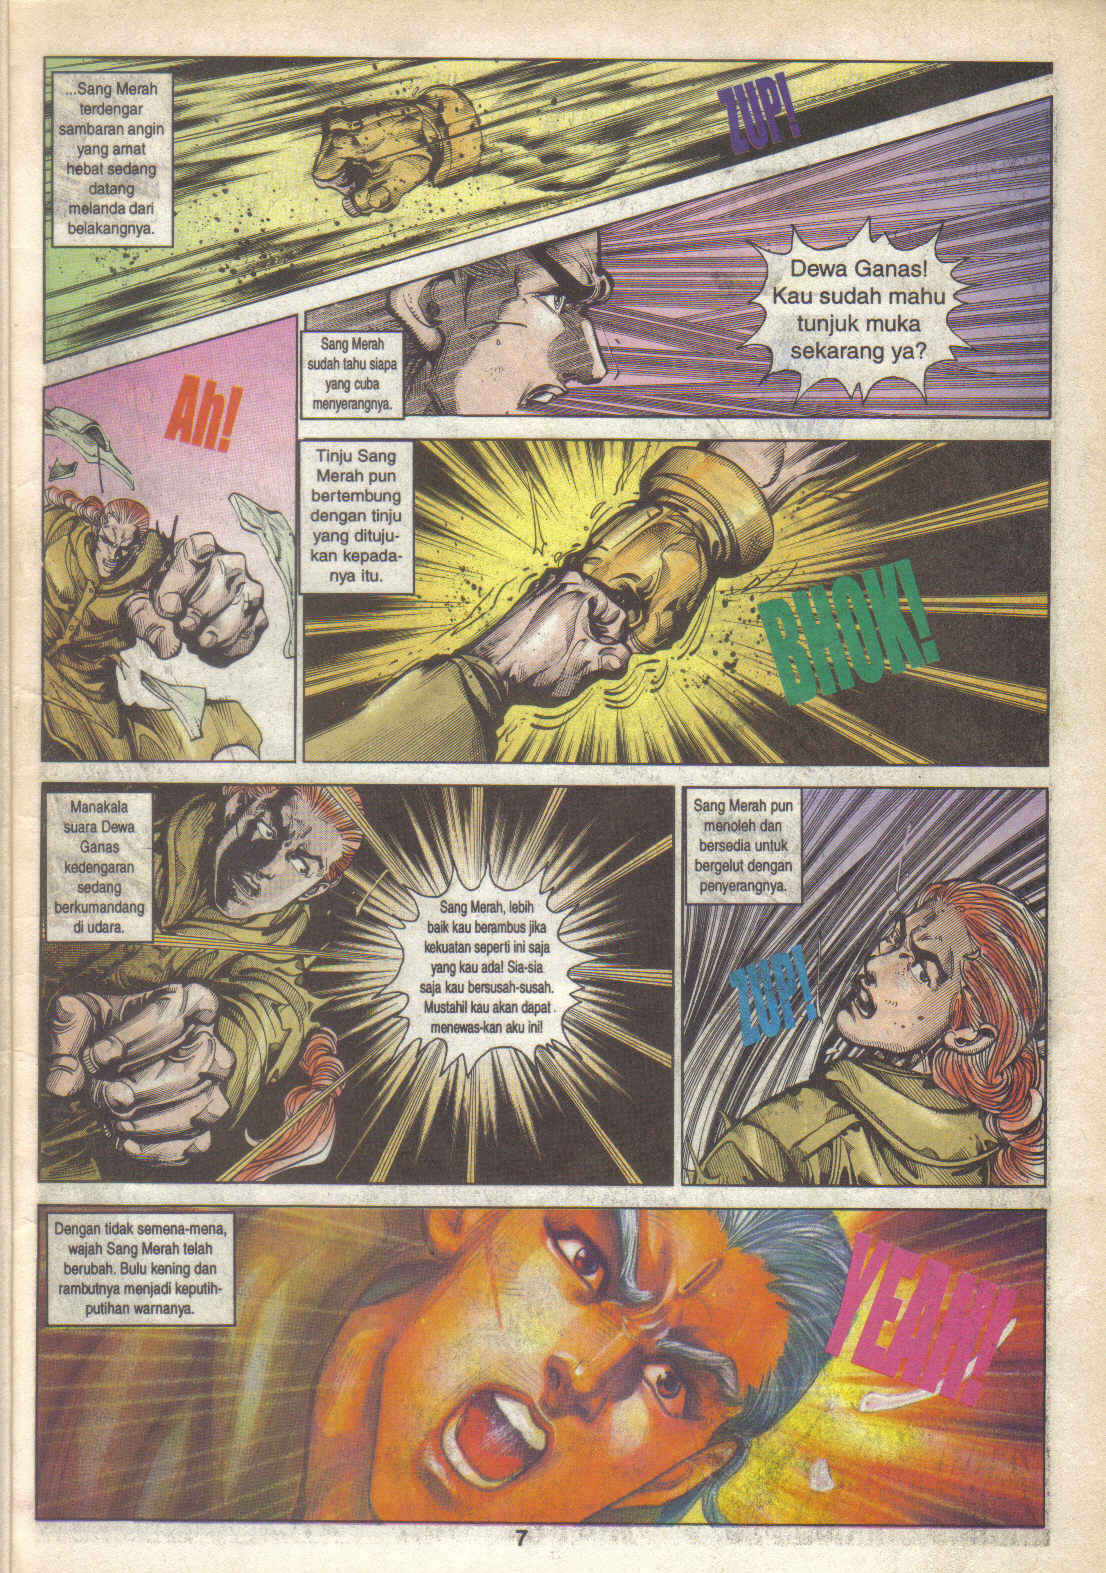 ...Sang Merah
terdengar
sambaran angin
yang amat
hebat sedang
datang
melanda dari
belakangnya.
ZUP!
Dewa Ganas!
Kau sudah mahu
tunjuk muka
sekarang ya?
Sang Merah
sudah tahu siapa
yang cuba
menyerangnya.
Ah!
Tinju Sang
Merah pun
bertembung
dengan tinju
yang dituju-
kan kepada-
nya itu.
BHOK!
Manakala
suara Dewa
Ganas
kedengaran
sedang
berkumandang
di udara.
Sang Merah, lebih
baik kau berambus jika
kekuatan seperti ini saja
yang kau ada! Sia-sia
saja kau bersusah-susah.
Mustahil kau akan dapat
menewas-kan aku ini!
Sang Merah pun
menoleh dan
bersedia untuk
bergelut dengan
penyerangnya.
ZUP!
Dengan tidak semena-mena,
wajah Sang Merah telah
berubah. Bulu kening dan
rambutnya menjadi keputih-
putihan warnanya.
YEAH!
7